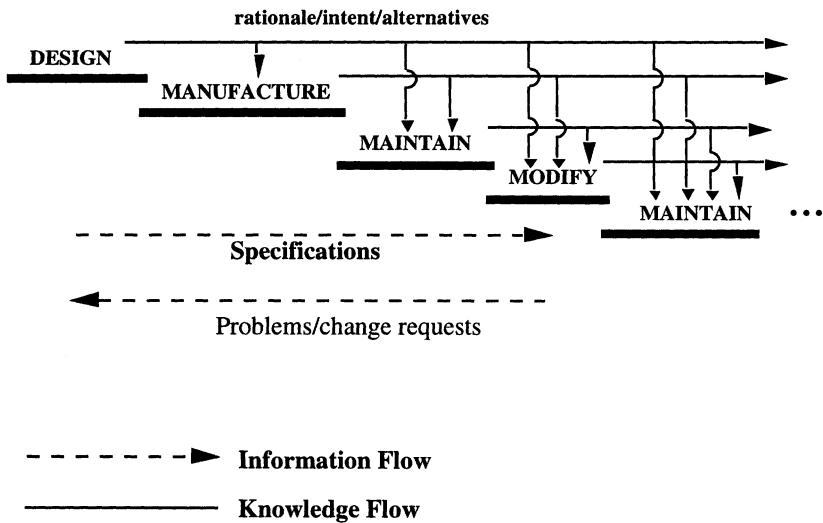 rationale/intent/alternatives
DESIGN
MANUFACTURE
MAINTAIN
MODIFY
MAINTAIN
...
Specifications
Problems/change requests
Information Flow
Knowledge Flow